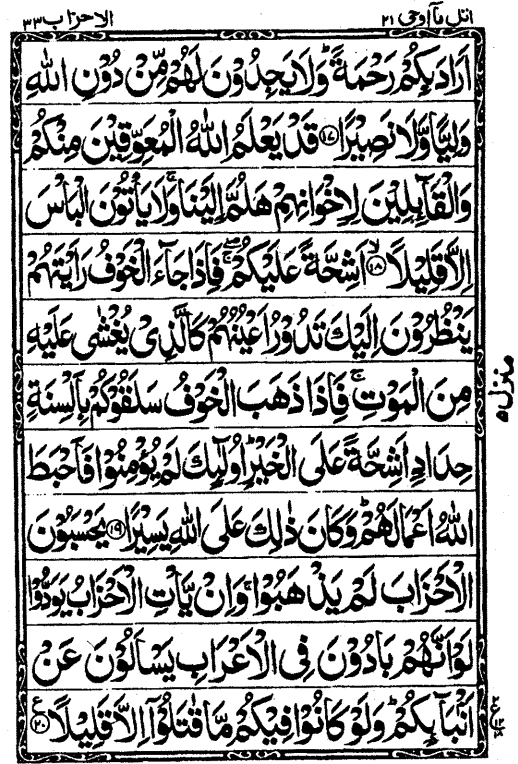 اتل ماۤ اوحی ۲۱ الاحزاب ۳۳
اَرَادَ بِكُمْ رَحْمَةً ؕ وَلَا يَجِدُوْنَ لَهُمْ مِّنْ دُوْنِ اللّٰهِ
وَلِيًّا وَّلَا نَصِيْرًا ﴿۱۷﴾ قَدْ يَعْلَمُ اللّٰهُ الْمُعَوِّقِيْنَ مِنْكُمْ
وَالْقَآىِٕلِيْنَ لِاِخْوَانِهِمْ هَلُمَّ اِلَيْنَا ۚ وَلَا يَاْتُوْنَ الْبَاْسَ
اِلَّا قَلِيْلًا ۙ﴿۱۸﴾ اَشِحَّةً عَلَيْكُمْ ۖۚ فَاِذَا جَآءَ الْخَوْفُ رَاَيْتَهُمْ
يَنْظُرُوْنَ اِلَيْكَ تَدُوْرُ اَعْيُنُهُمْ كَالَّذِيْ يُغْشٰى عَلَيْهِ
مِنَ الْمَوْتِ ۚ فَاِذَا ذَهَبَ الْخَوْفُ سَلَقُوْكُمْ بِاَلْسِنَةٍ
حِدَادٍ اَشِحَّةً عَلَى الْخَيْرِ ؕ اُولٰٓىِٕكَ لَمْ يُؤْمِنُوْا فَاَحْبَطَ
اللّٰهُ اَعْمَالَهُمْ ؕ وَكَانَ ذٰلِكَ عَلَى اللّٰهِ يَسِيْرًا ﴿۱۹﴾ يَحْسَبُوْنَ
الْاَحْزَابَ لَمْ يَذْهَبُوْا ۚ وَاِنْ يَّاْتِ الْاَحْزَابُ يَوَدُّوْا
لَوْ اَنَّهُمْ بَادُوْنَ فِى الْاَعْرَابِ يَسْاَلُوْنَ عَنْ
اَنْۢبَآىِٕكُمْ ؕ وَلَوْ كَانُوْا فِيْكُمْ مَّا قٰتَلُوْۤا اِلَّا قَلِيْلًا ﴿۲۰﴾
منزل ۵